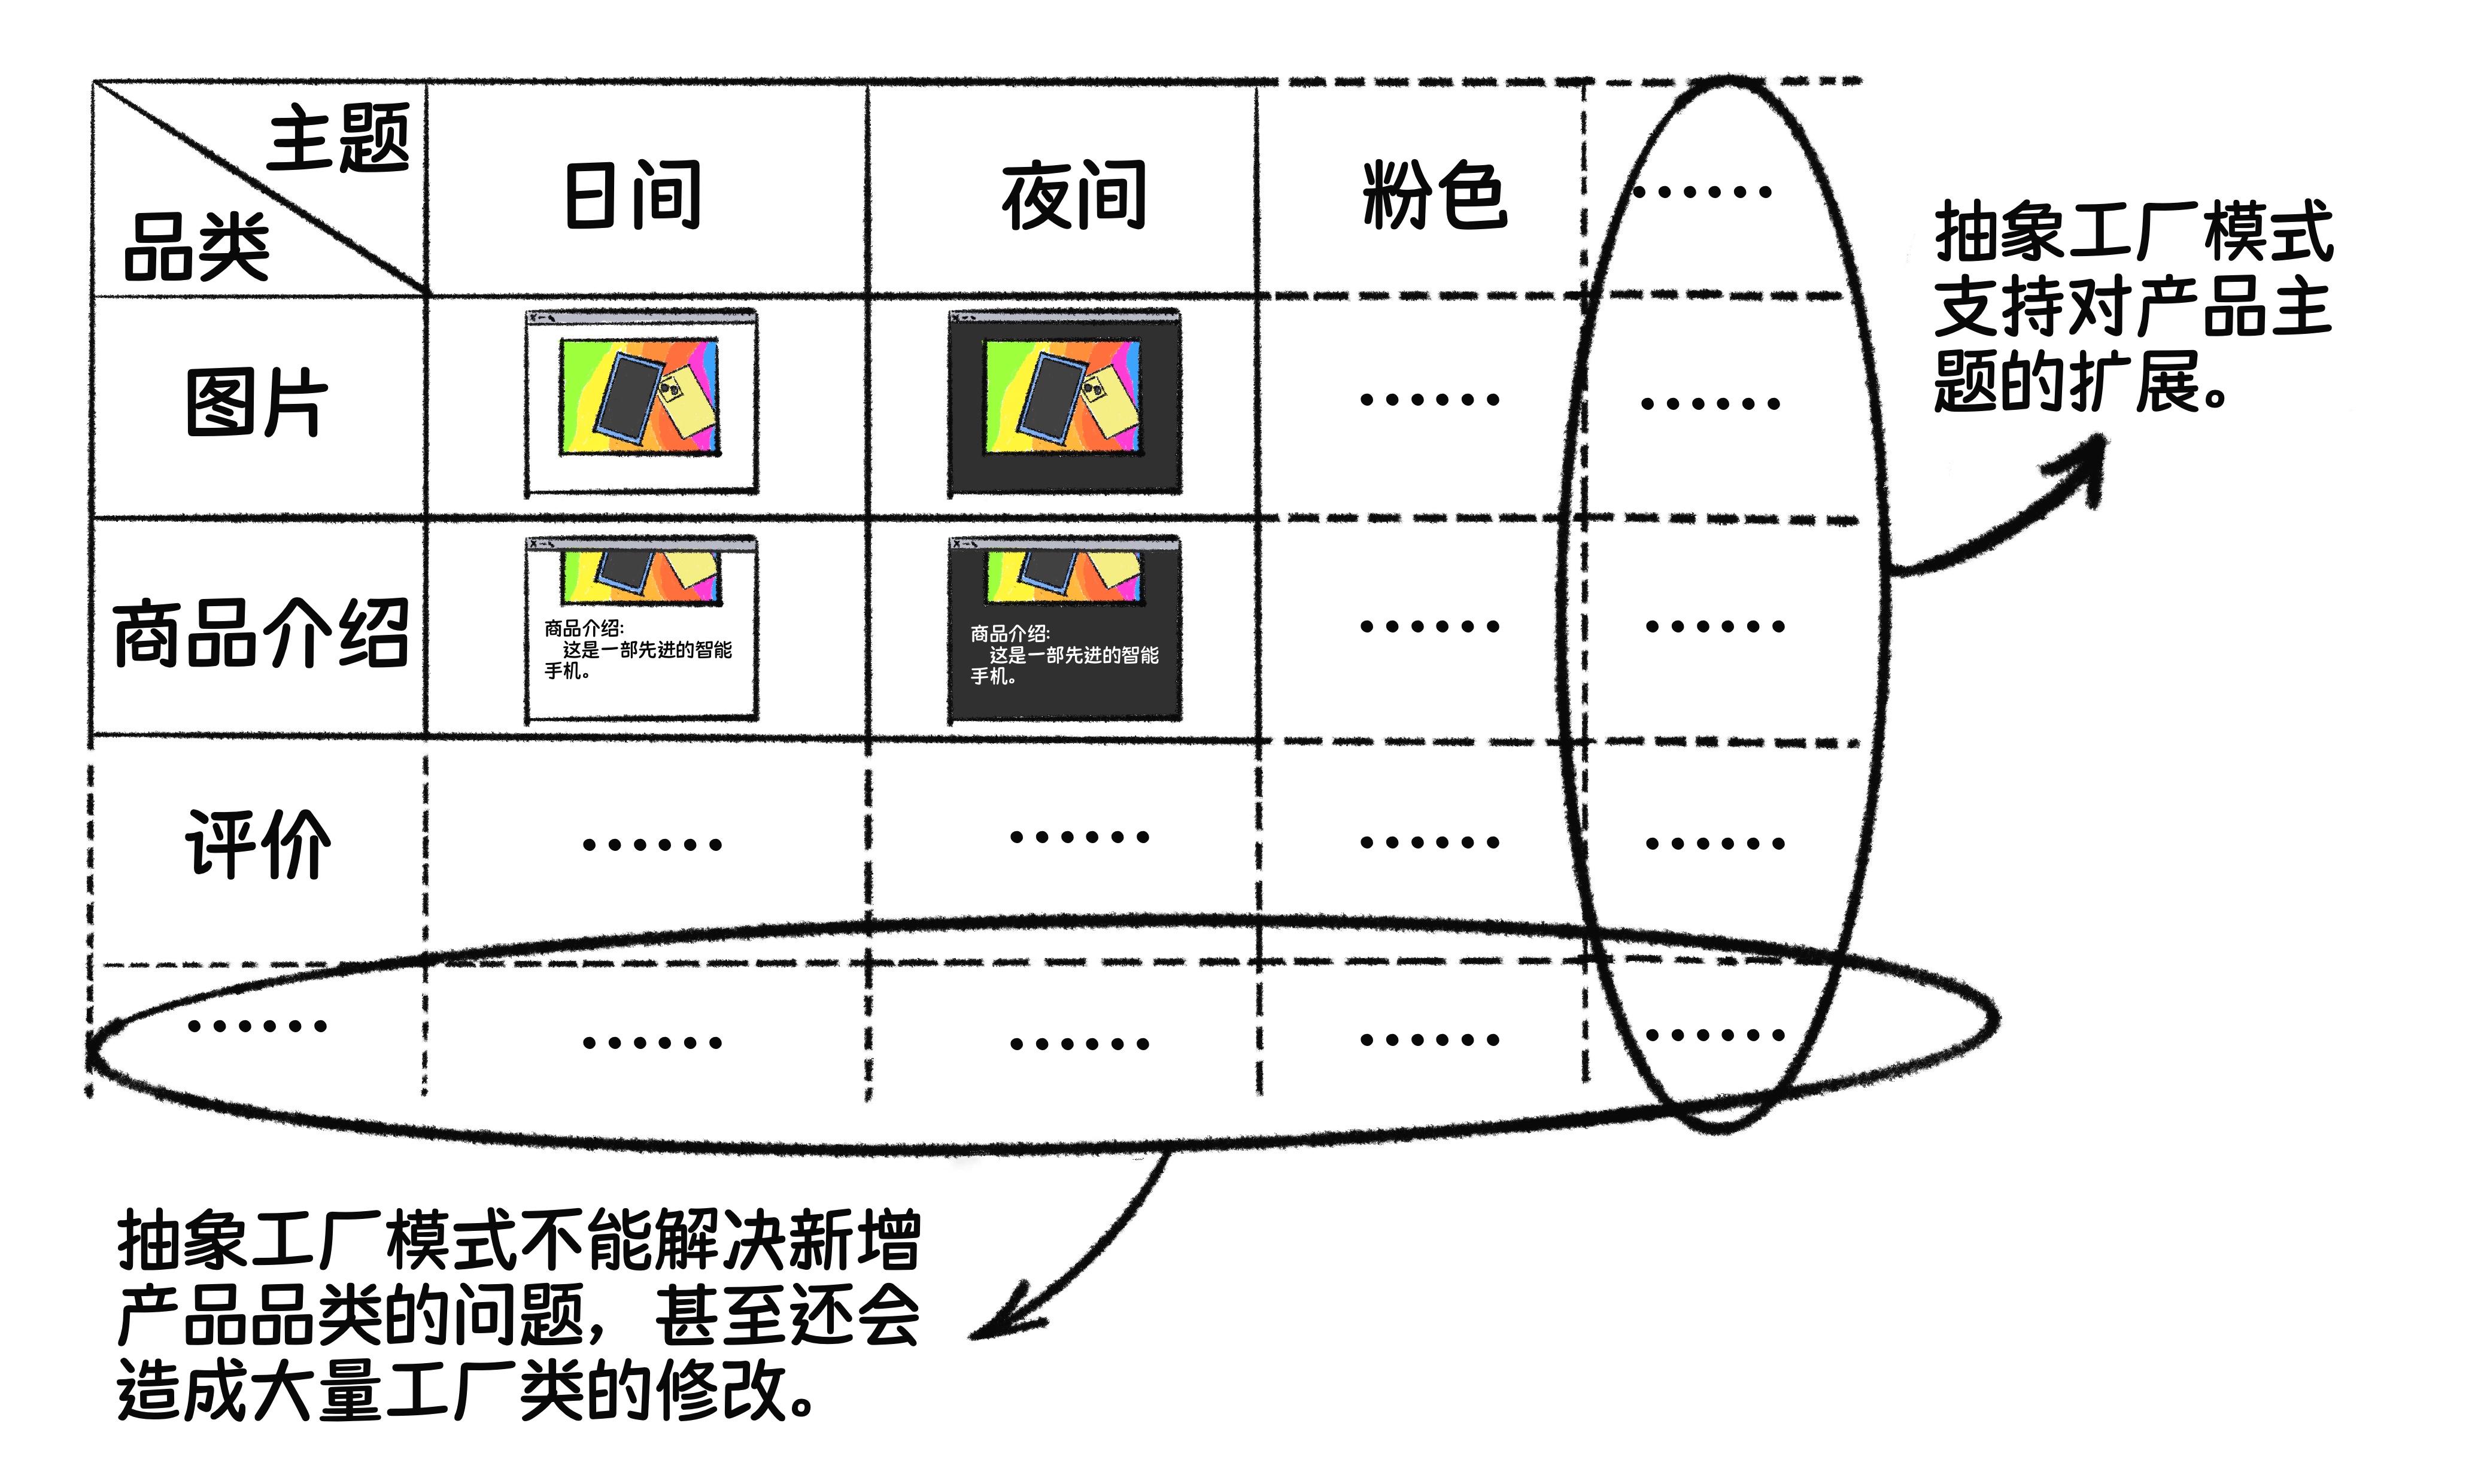 主题
品类
日间
夜间
粉色
······
图片
······
······
商品介绍
商品介绍:
这是一部先进的智能
手机。
商品介绍:
这是一部先进的智能
手机。
······
······
评价
······
······
······
······
······
······
······
······
······
抽象工厂模式
支持对产品主
题的扩展。
抽象工厂模式不能解决新增
产品品类的问题，甚至还会
造成大量工厂类的修改。